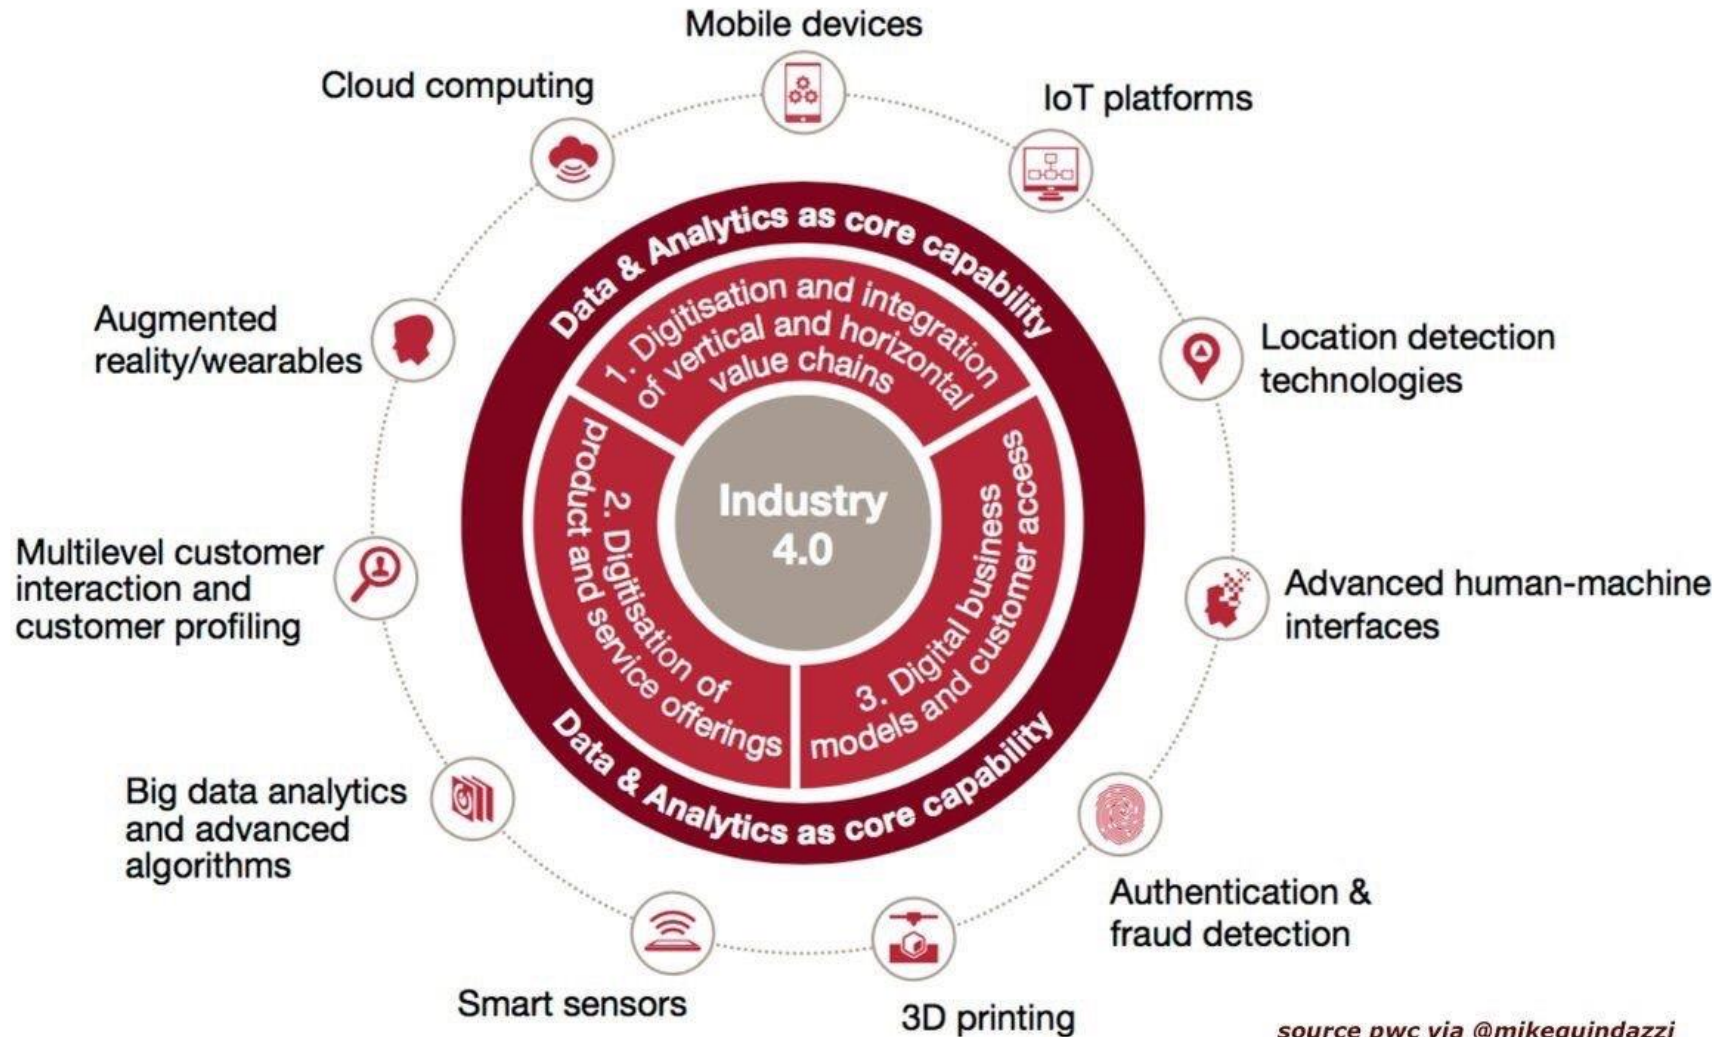 Mobile devices
Cloud computing
IoT platforms
Data & Analytics as core capability
1. Digitisation and integration
of vertical and horizontal
value chains
Augmented
reality/wearables
Location detection
technologies
Industry
4.0
2. Digitisation of
product and service offerings
3. Digital business
models and customer access
Multilevel customer
interaction and
customer profiling
Advanced human-machine
interfaces
Data & Analytics as core capability
Big data analytics
and advanced
algorithms
Authentication &
fraud detection
Smart sensors
3D printing
source pwc via @mikequindazzi